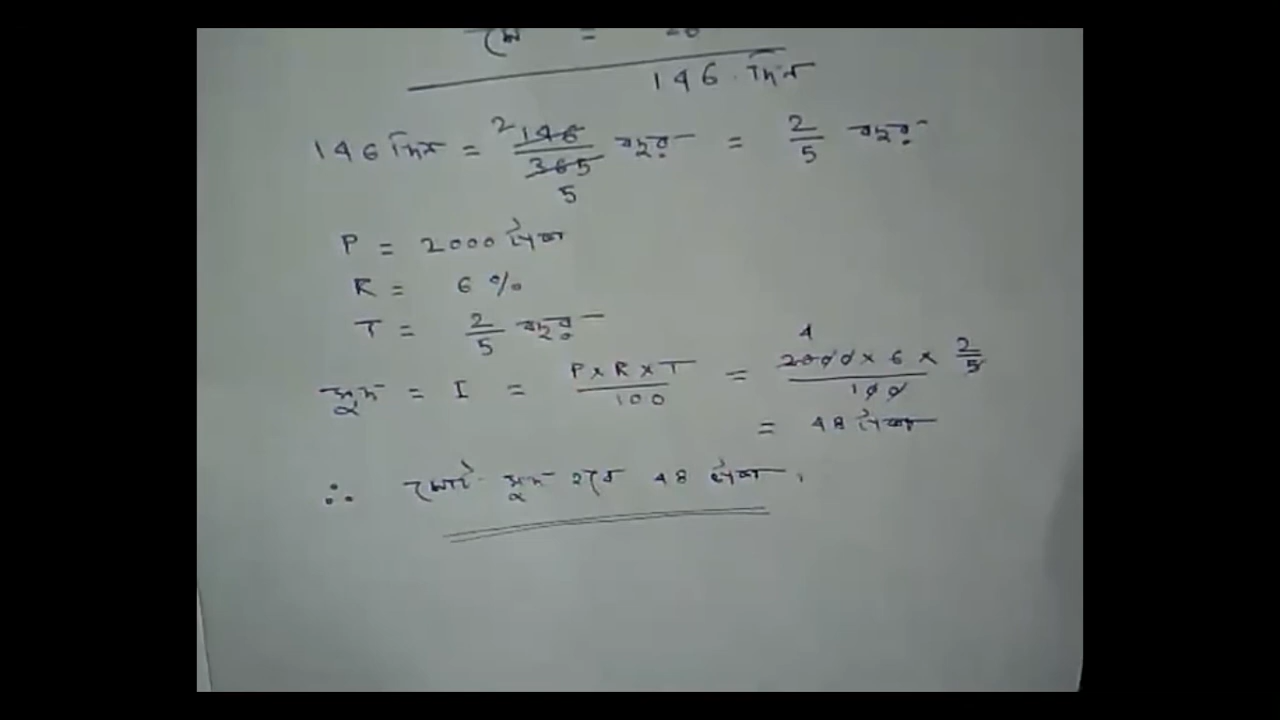 মে = 26
146 দিন
146 দিন = 146/365 বছর = 2/5 বছর
2
5
P = 2000 টাকা
R = 6 %
T = 2/5 বছর
সুদ = I = P x R x T / 100 = 2000 x 6 x 2/5 / 100
4
= 48 টাকা
∴ মোট সুদ হবে 48 টাকা ।